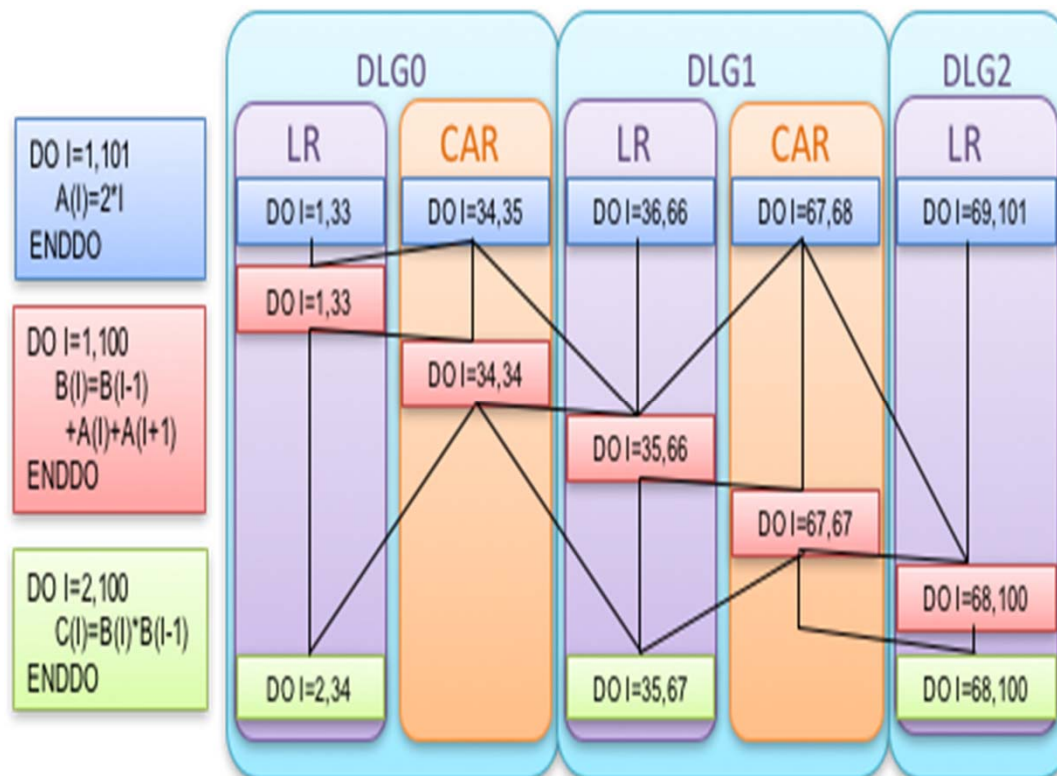 DO I=1,101
A(I)=2*I
ENDDO
DO I=1,100
B(I)=B(I-1)
+A(I)+A(I+1)
ENDDO
DO I=2,100
C(I)=B(I)*B(I-1)
ENDDO
DLG0
DLG1
DLG2
LR
CAR
LR
CAR
LR
DO I=1,33
DO I=34,35
DO I=36,66
DO I=67,68
DO I=69,101
DO I=1,33
DO I=34,34
DO I=35,66
DO I=67,67
DO I=68,100
DO I=2,34
DO I=35,67
DO I=68,100